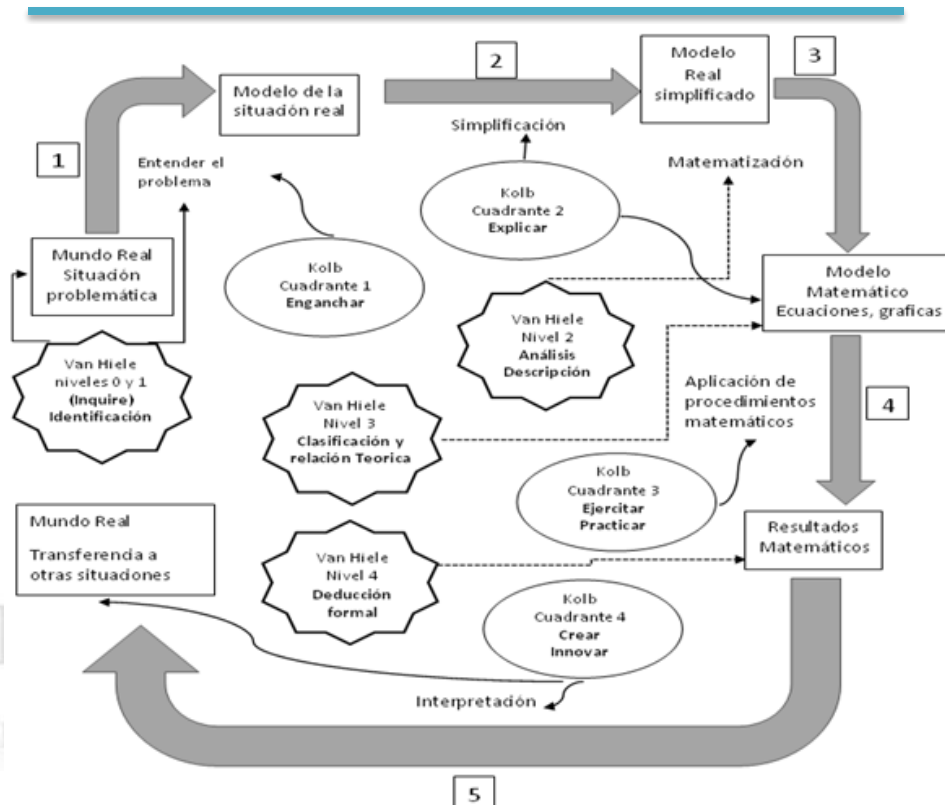 1
Modelo de la
situación real
2
Modelo
Real
simplificado
3
Entender el
problema
Simplificación
Matematización
Mundo Real
Situación
problemática
Kolb
Cuadrante 1
Enganchar
Kolb
Cuadrante 2
Explicar
Modelo
Matemático
Ecuaciones, graficas
Van Hiele
niveles 0 y 1
(Inquire)
Identificación
Van Hiele
Nivel 2
Análisis
Descripción
Van Hiele
Nivel 3
Clasificación y
relación Teorica
Aplicación de
procedimientos
matemáticos
4
Kolb
Cuadrante 3
Ejercitar
Practicar
Mundo Real
Transferencia a
otras situaciones
Van Hiele
Nivel 4
Deducción
formal
Resultados
Matemáticos
Kolb
Cuadrante 4
Crear
Innovar
Interpretación
5